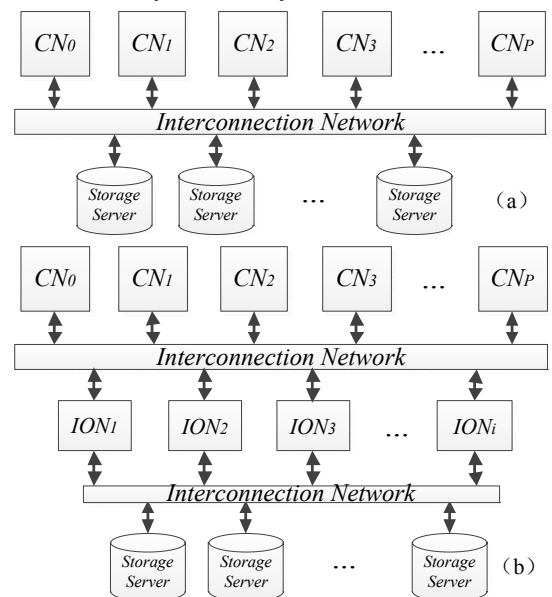 CN0 CN1 CN2 CN3 ... CNP
Interconnection Network
Storage Server Storage Server ... Storage Server (a)
CN0 CN1 CN2 CN3 ... CNP
Interconnection Network
ION1 ION2 ION3 ... IONi
Interconnection Network
Storage Server Storage Server ... Storage Server (b)